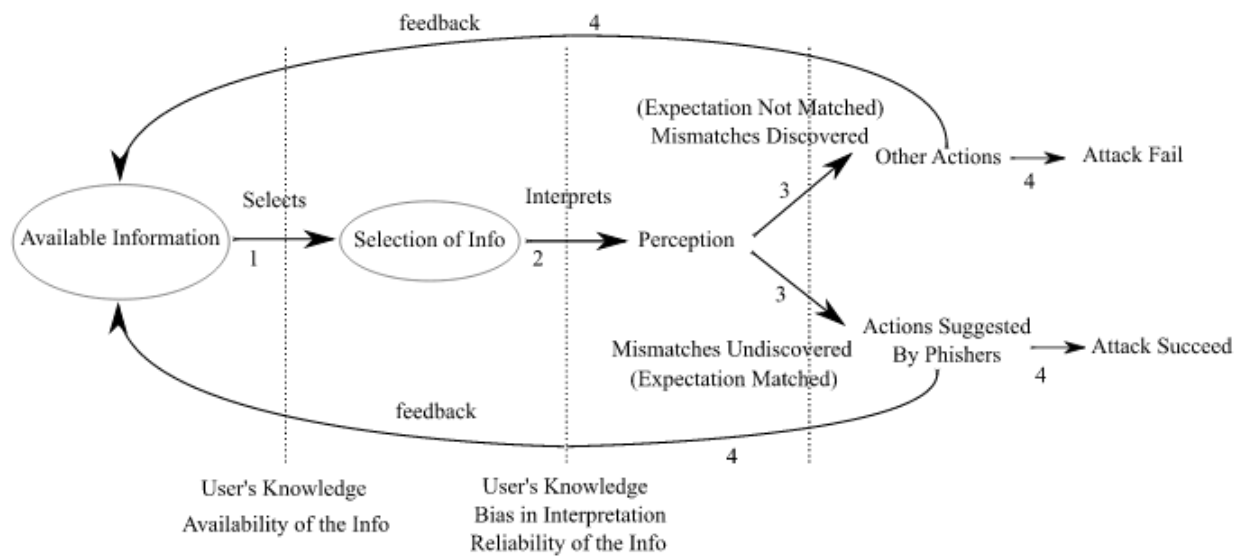 feedback
4
(Expectation Not Matched)
Mismatches Discovered
Other Actions
4
Attack Fail
Selects
Interprets
3
Available Information
1
Selection of Info
2
Perception
3
Mismatches Undiscovered
(Expectation Matched)
Actions Suggested
By Phishers
4
Attack Succeed
feedback
4
User's Knowledge
Availability of the Info
User's Knowledge
Bias in Interpretation
Reliability of the Info